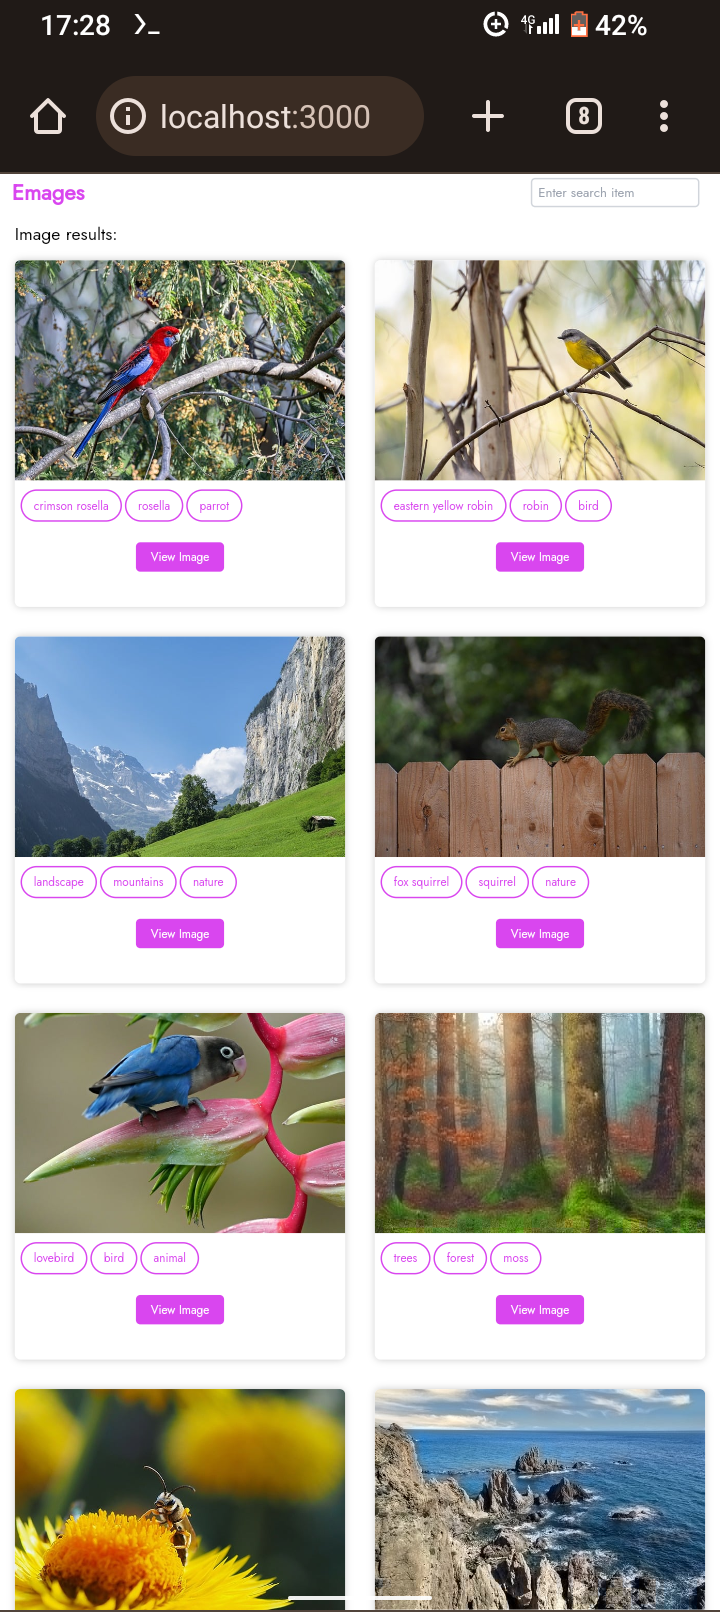 17:28
4G 42%
localhost:3000 8
Emages Enter search item
Image results:
crimson rosella rosella parrot
View Image
eastern yellow robin robin bird
View Image
landscape mountains nature
View Image
fox squirrel squirrel nature
View Image
lovebird bird animal
View Image
trees forest moss
View Image